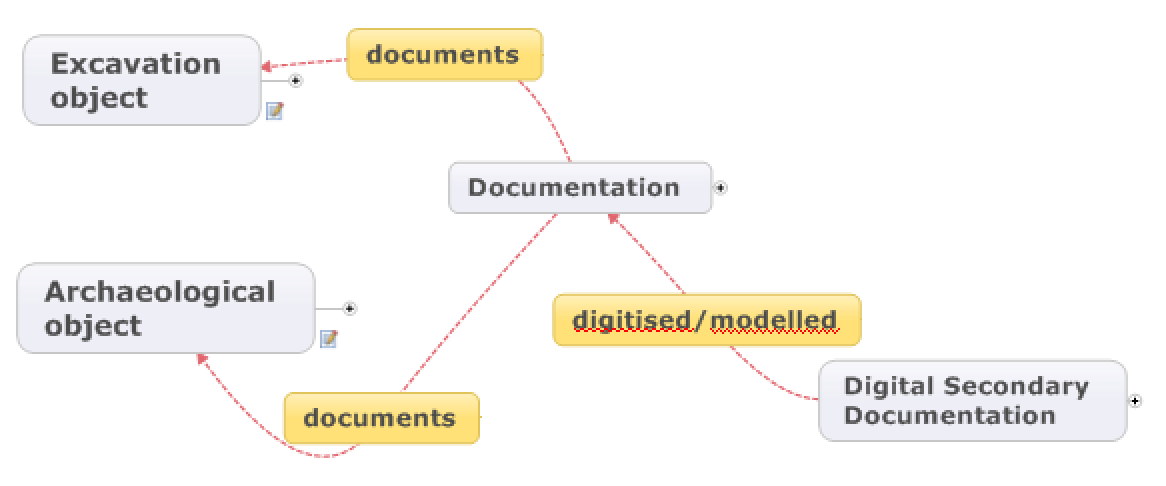 documents
Excavation
object
Documentation
Archaeological
object
digitised/modelled
Digital Secondary
Documentation
documents